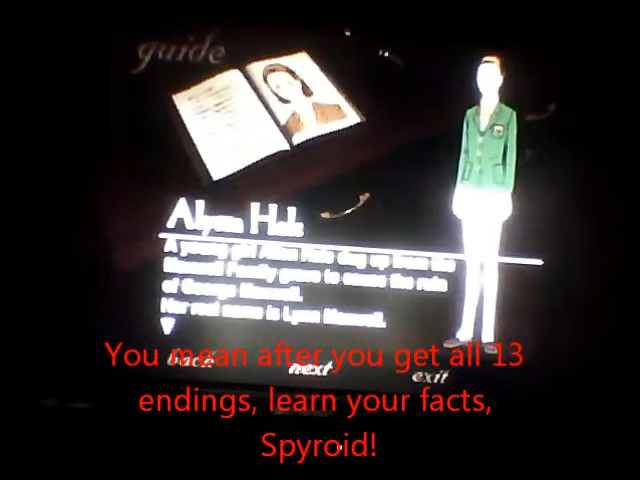 guide
Alyssa Hale
A young girl Allen Hale dug up from the
Maxwell Family grave to cause the ruin
of George Maxwell.
Her real name is Lynn Maxwell.
back
next
exit
You mean after you get all 13
endings, learn your facts,
Spyroid!